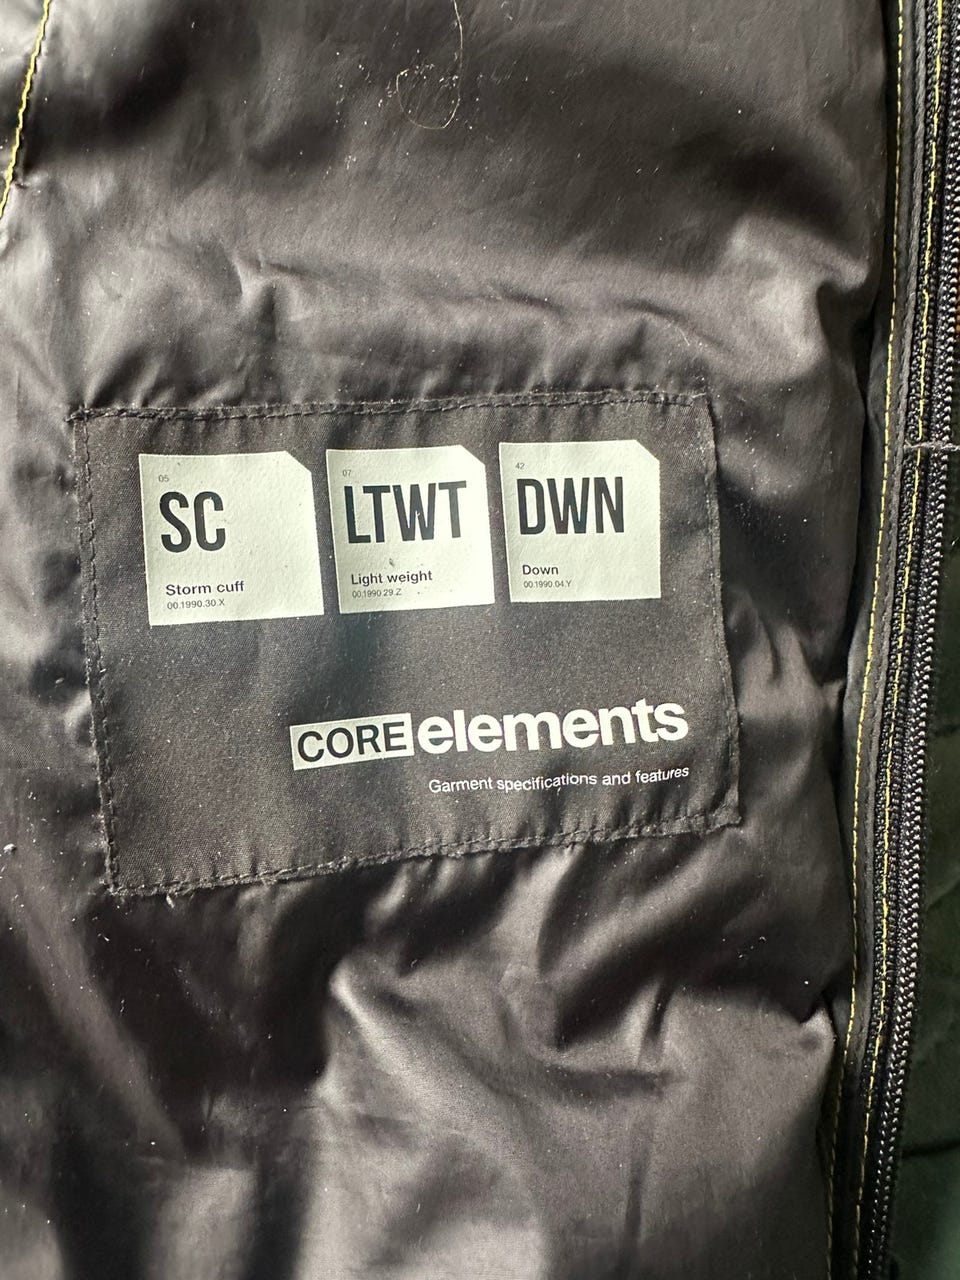 05
SC
Storm cuff
00.1990.30.X
07
LTWT
Light weight
00.1990.29.Z
42
DWN
Down
00.1990.04.Y
CORE elements
Garment specifications and features